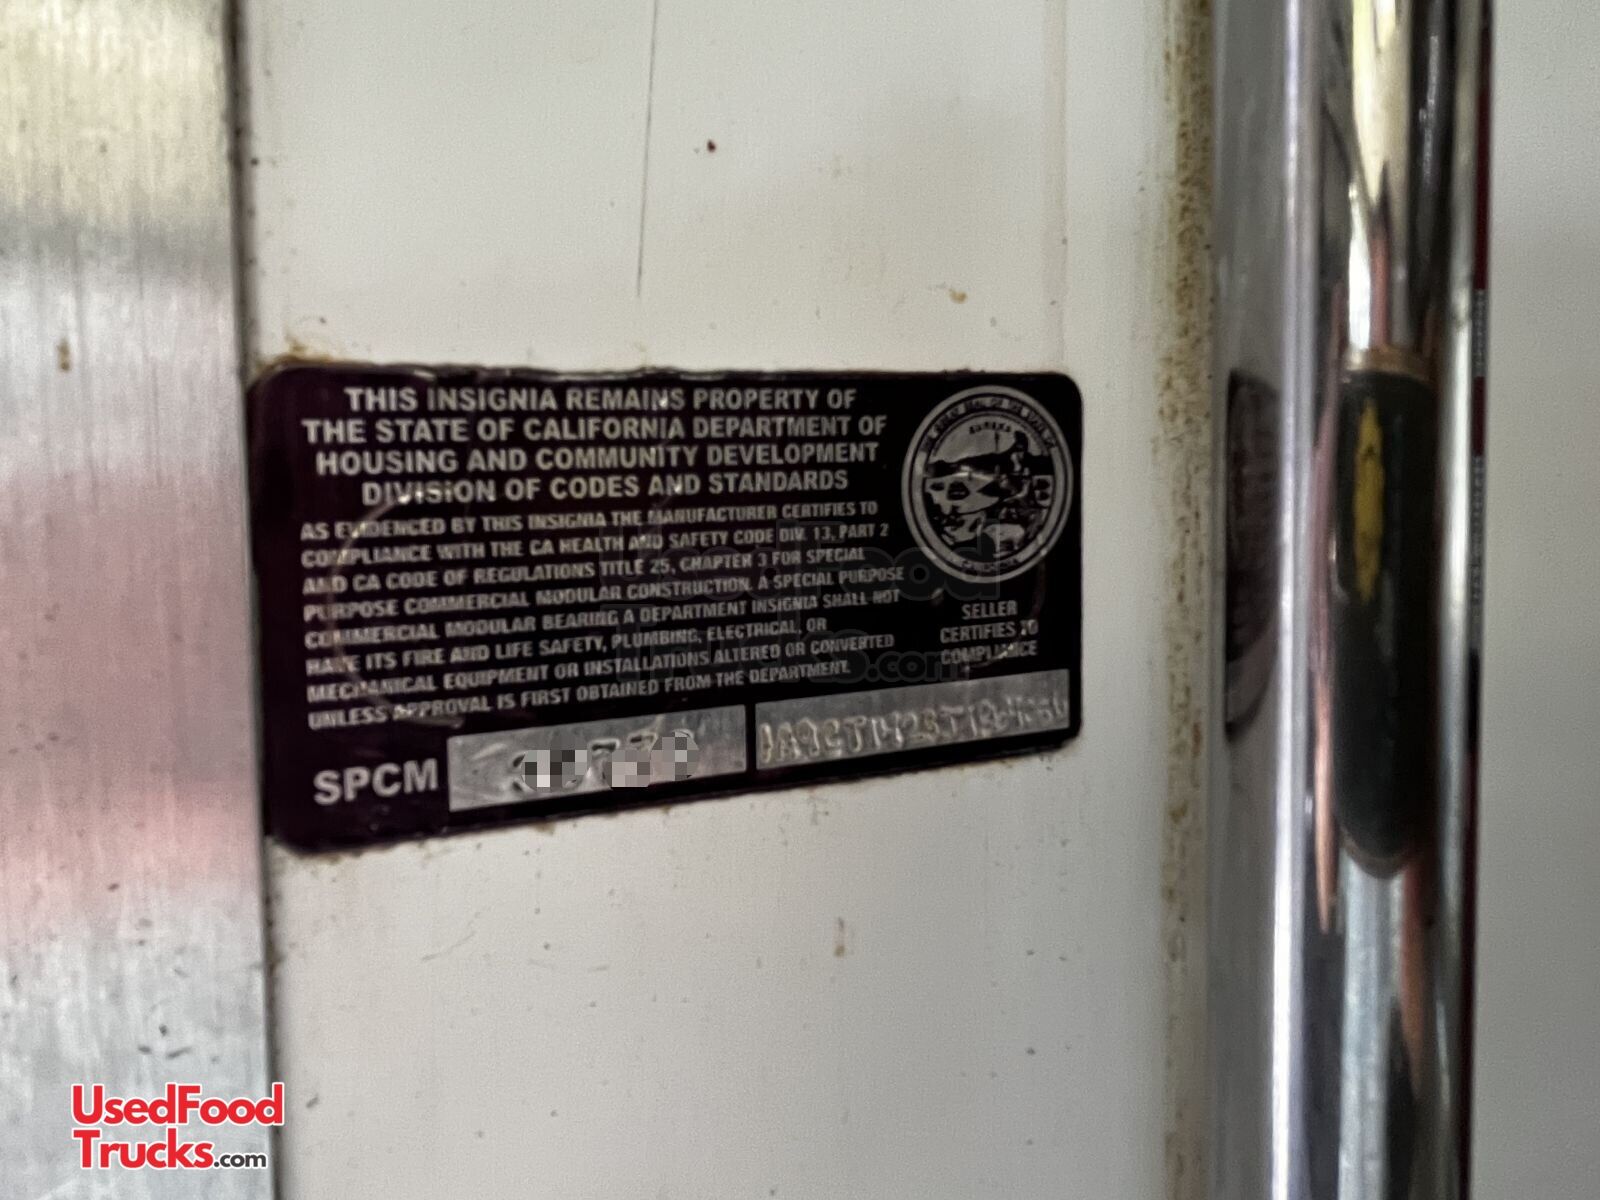 THIS INSIGNIA REMAINS PROPERTY OF
THE STATE OF CALIFORNIA DEPARTMENT OF
HOUSING AND COMMUNITY DEVELOPMENT
DIVISION OF CODES AND STANDARDS
AS EVIDENCED BY THIS INSIGNIA THE MANUFACTURER CERTIFIES TO
COMPLIANCE WITH THE CA HEALTH AND SAFETY CODE DIV. 13, PART 2
AND CA CODE OF REGULATIONS TITLE 25, CHAPTER 3 FOR SPECIAL
PURPOSE COMMERCIAL MODULAR CONSTRUCTION. A SPECIAL PURPOSE
COMMERCIAL MODULAR BEARING A DEPARTMENT INSIGNIA SHALL NOT
HAVE ITS FIRE AND LIFE SAFETY, PLUMBING, ELECTRICAL, OR
MECHANICAL EQUIPMENT OR INSTALLATIONS ALTERED OR CONVERTED
UNLESS APPROVAL IS FIRST OBTAINED FROM THE DEPARTMENT.
SELLER
CERTIFIES TO
COMPLIANCE
SPCM
EUREKA
UsedFood
Trucks.com
UsedFood
Trucks.com